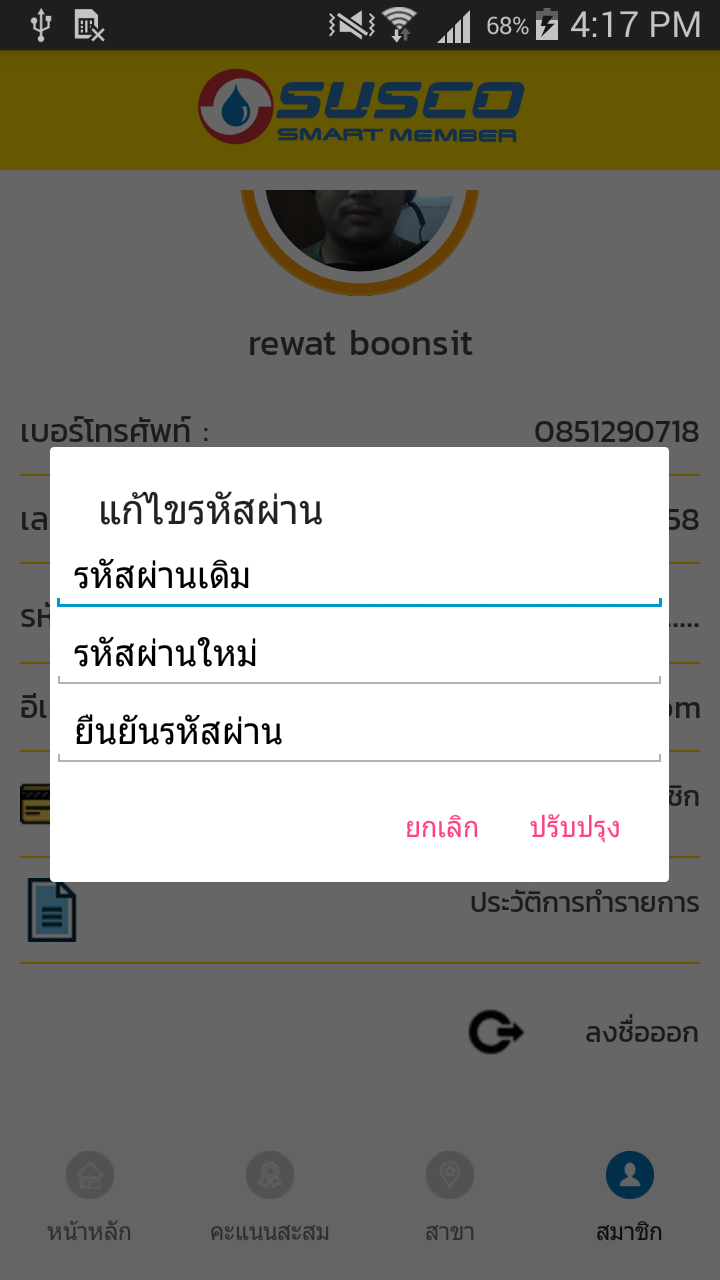 68% 4:17 PM
SUSCO
SMART MEMBER
rewat boonsit
เบอร์โทรศัพท์ : 0851290718
เล 58
แก้ไขรหัสผ่าน
รหัสผ่านเดิม
รหั .....
รหัสผ่านใหม่
อีเ om
ยืนยันรหัสผ่าน
ชิก
ยกเลิก ปรับปรุง
ประวัติการทำรายการ
ลงชื่อออก
หน้าหลัก คะแนนสะสม สาขา สมาชิก